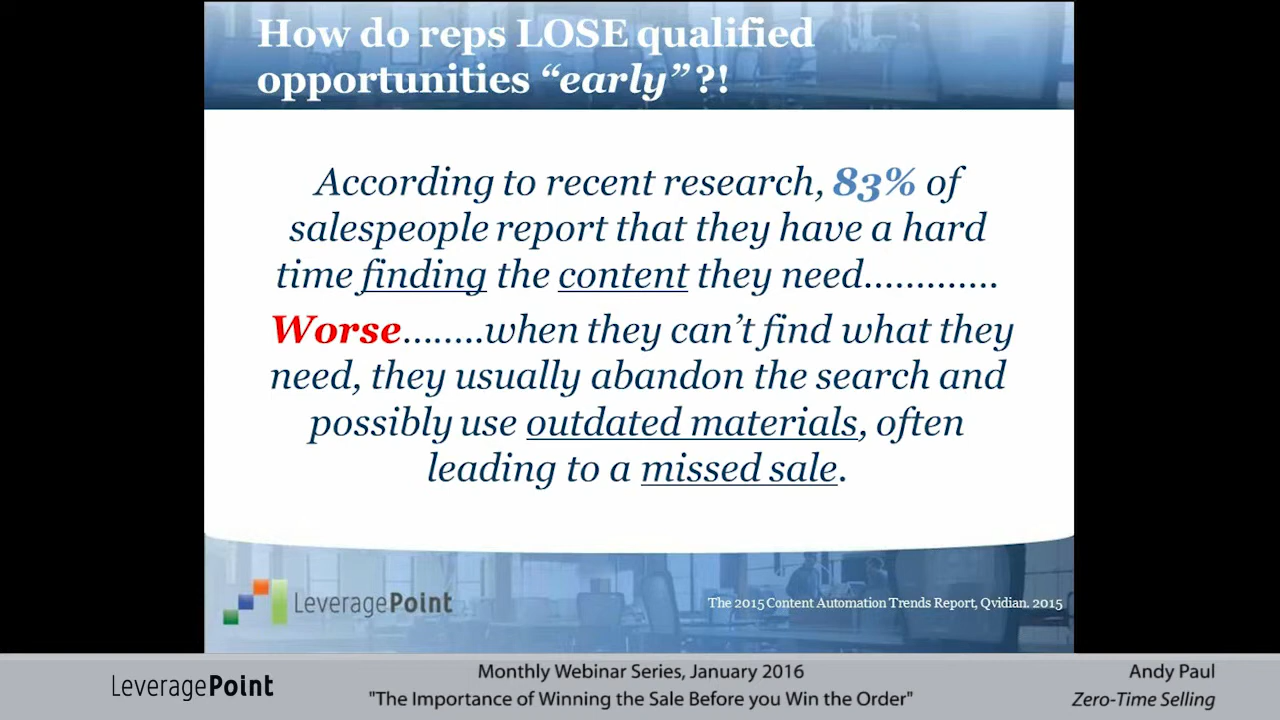 How do reps LOSE qualified
opportunities “early”?!
According to recent research, 83% of
salespeople report that they have a hard
time finding the content they need.............
Worse........when they can’t find what they
need, they usually abandon the search and
possibly use outdated materials, often
leading to a missed sale.
LeveragePoint
The 2015 Content Automation Trends Report, Qvidian. 2015
LeveragePoint
Monthly Webinar Series, January 2016
"The Importance of Winning the Sale Before you Win the Order"
Andy Paul
Zero-Time Selling